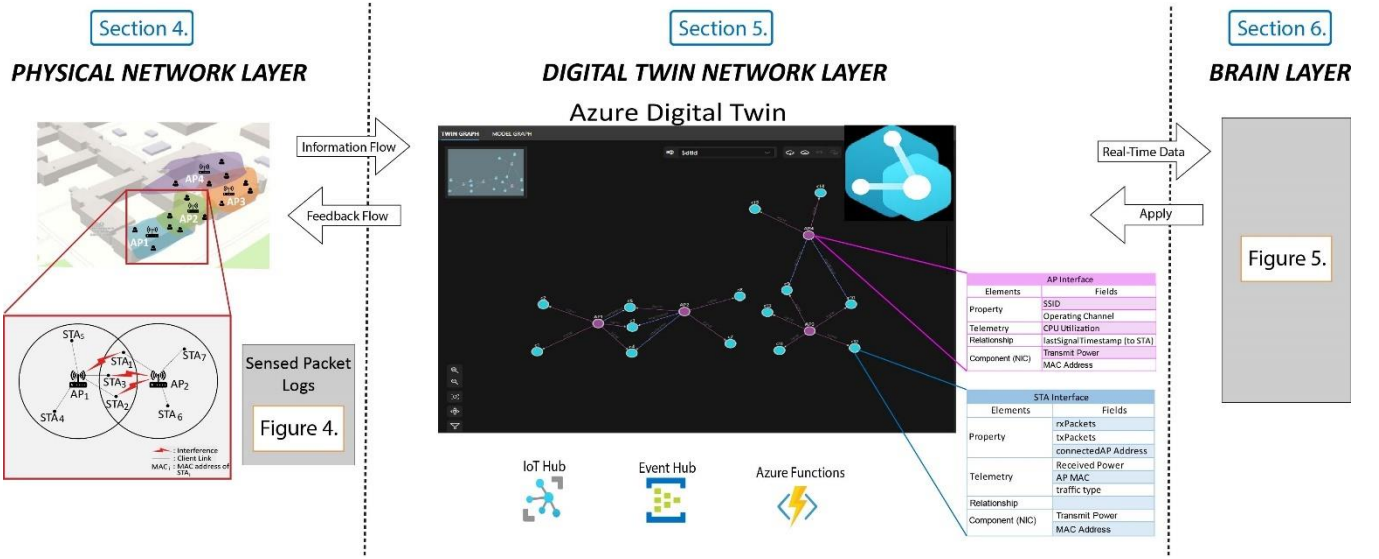 Section 4.
Section 5.
Section 6.
PHYSICAL NETWORK LAYER
DIGITAL TWIN NETWORK LAYER
BRAIN LAYER
Azure Digital Twin
TWIN GRAPH
MODEL GRAPH
Information Flow
Feedback Flow
Real-Time Data
Apply
AP4
AP3
AP2
AP1
STA5
STA7
STA1
STA3
AP1
AP2
STA2
STA4
STA6
: Interference
: Client Link
MACi : MAC address of
STAi
Sensed Packet
Logs
Figure 4.
Figure 5.
AP Interface
Elements Fields
Property SSID
Operating Channel
Telemetry CPU Utilization
Relationship lastSignalTimestamp (to STA)
Component (NIC) Transmit Power
MAC Address
STA Interface
Elements Fields
Property rxPackets
txPackets
connectedAP Address
Telemetry Received Power
AP MAC
traffic type
Relationship
Component (NIC) Transmit Power
MAC Address
IoT Hub
Event Hub
Azure Functions